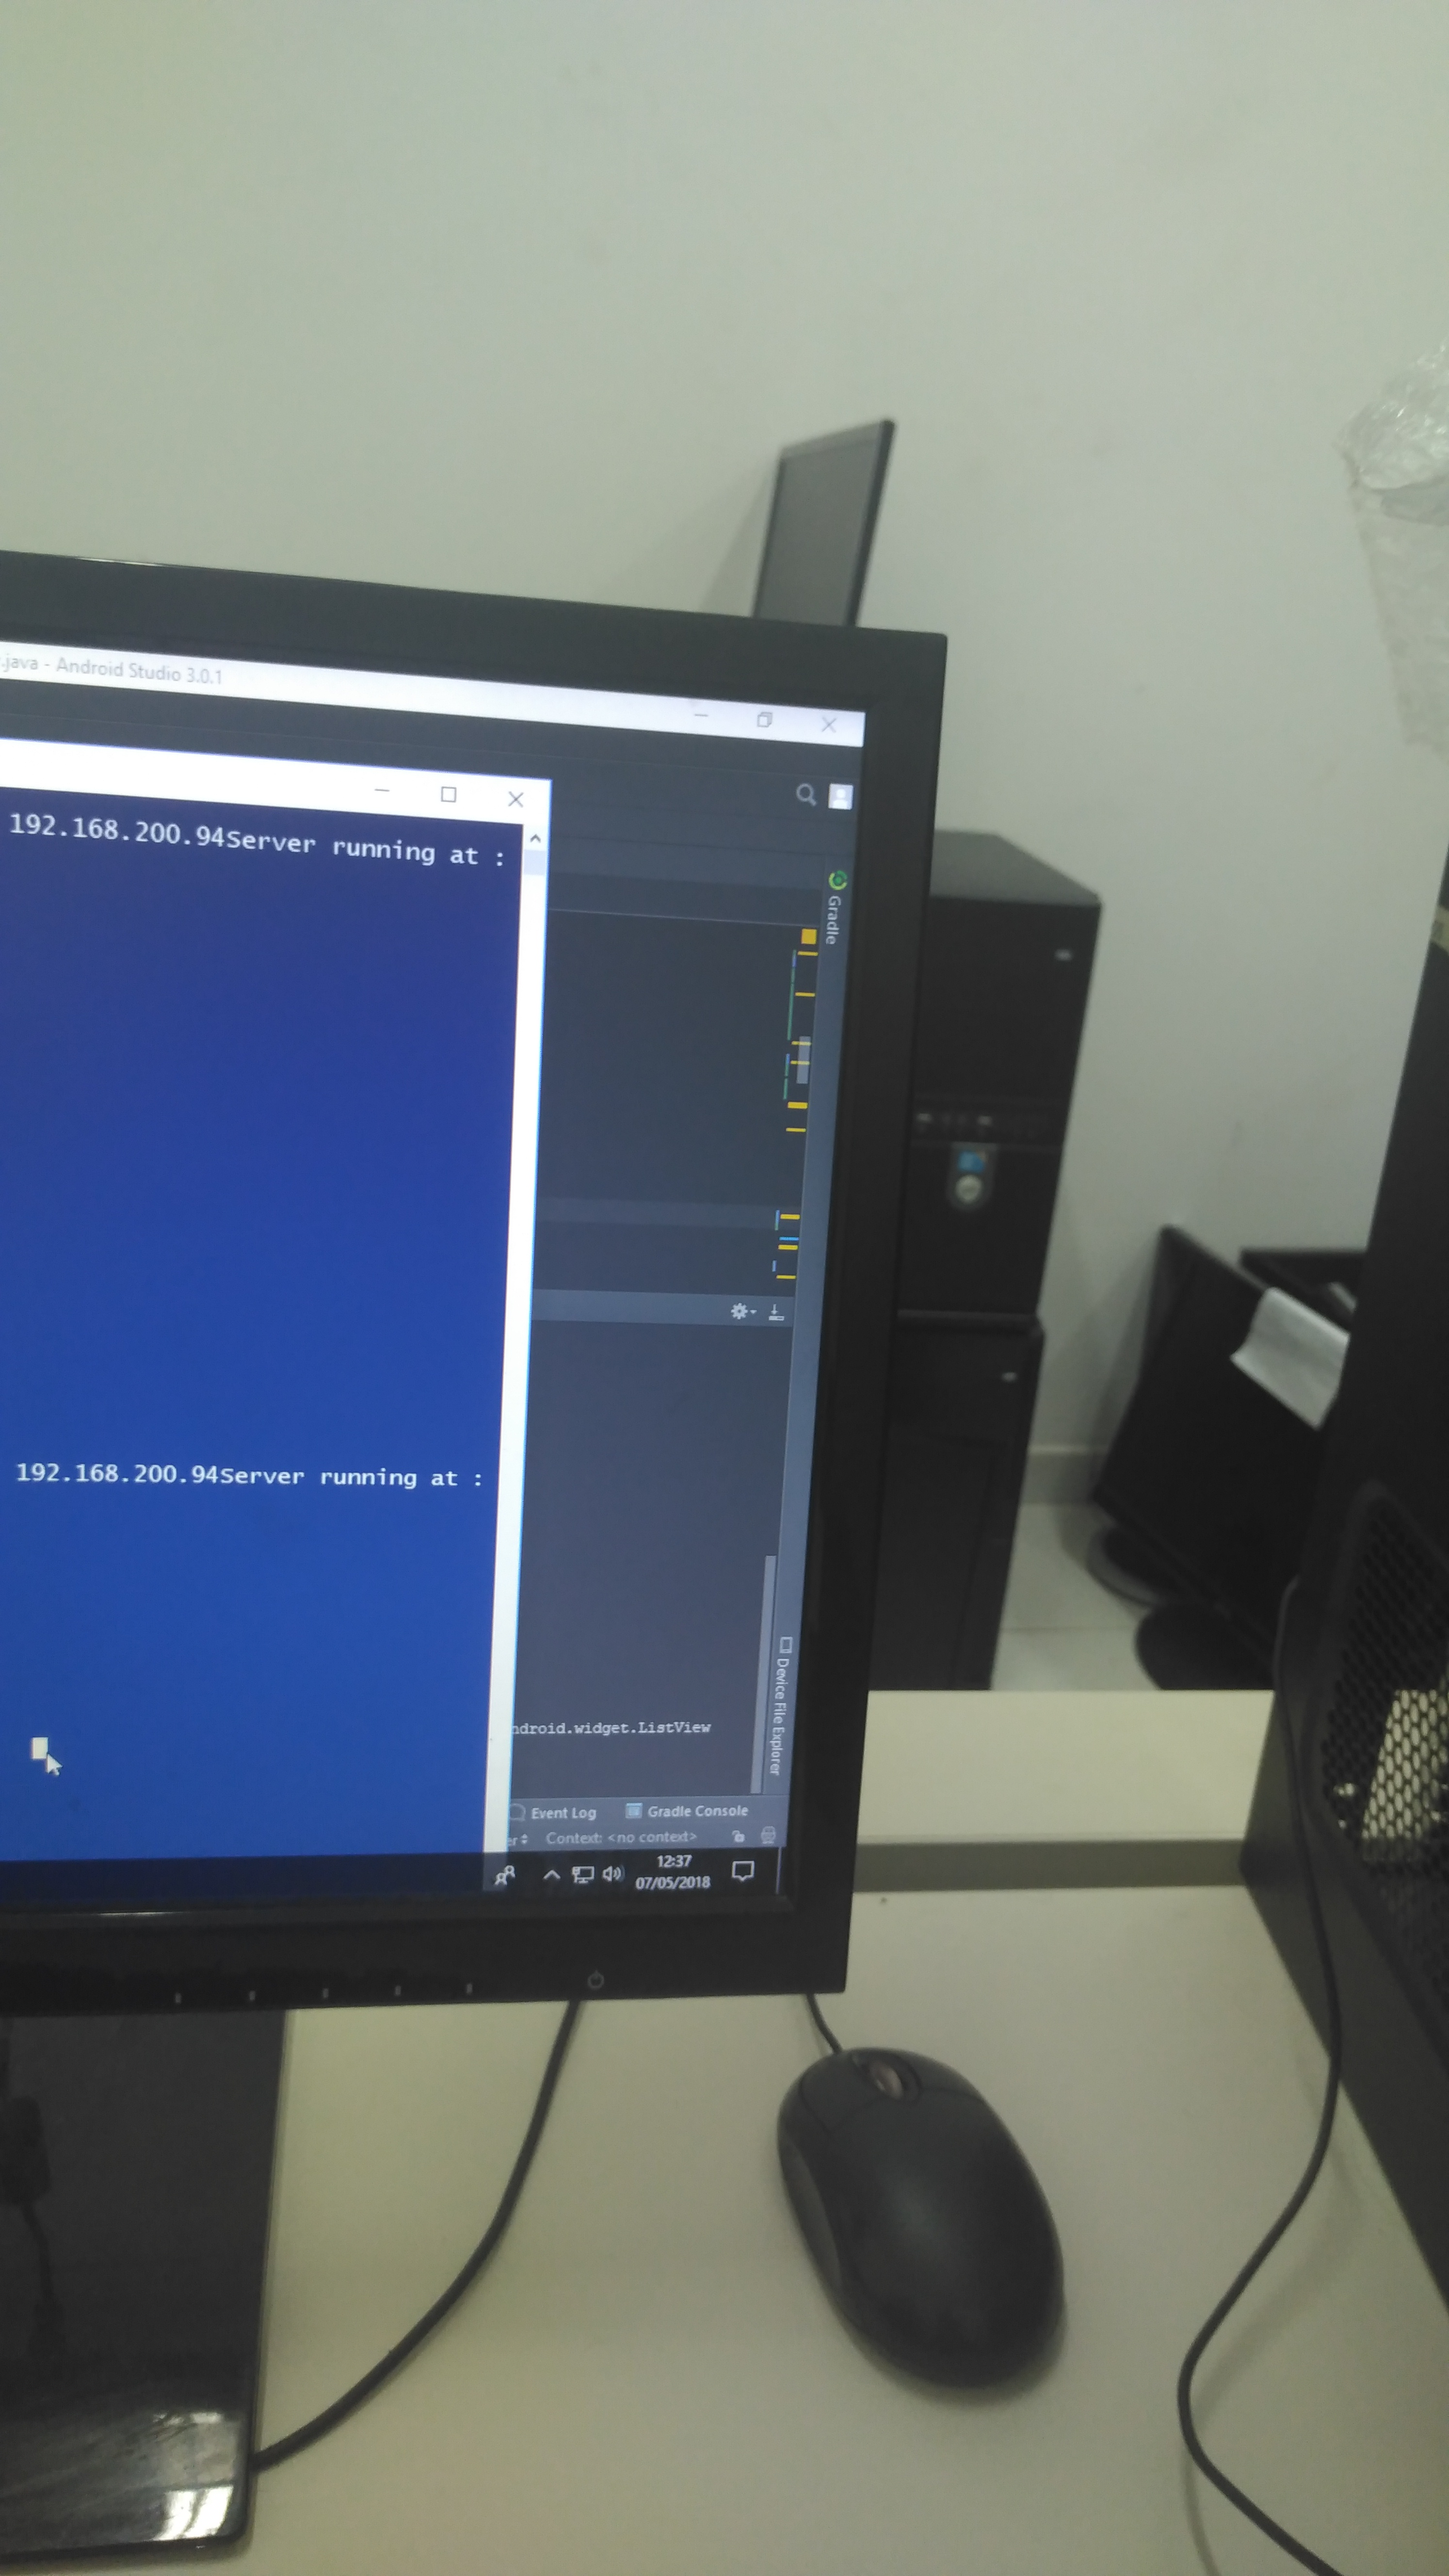 .java - Android Studio 3.0.1
192.168.200.94Server running at :
Gradle
192.168.200.94Server running at :
Device File Explorer
ndroid.widget.ListView
Event Log Gradle Console
Context: <no context>
12:37
07/05/2018